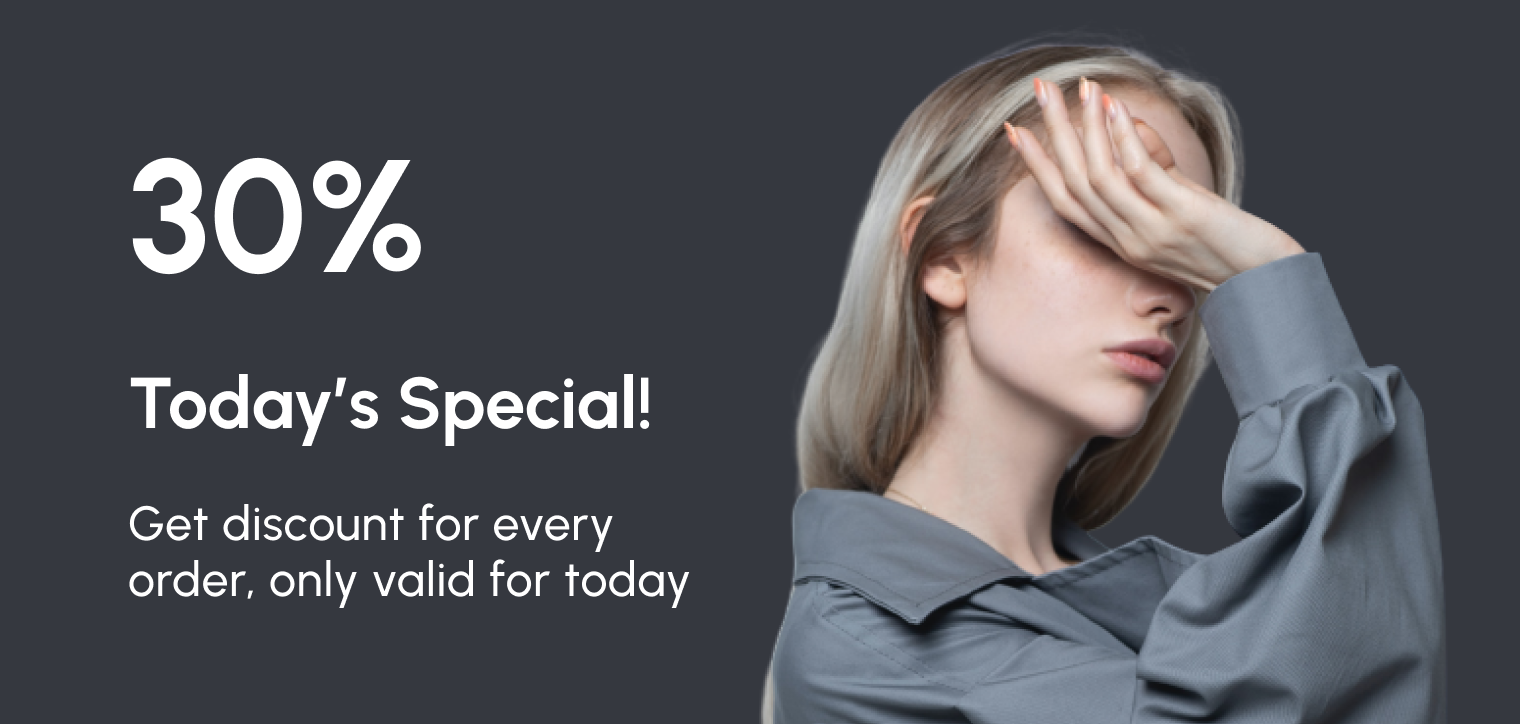 30%
Today’s Special!
Get discount for every
order, only valid for today